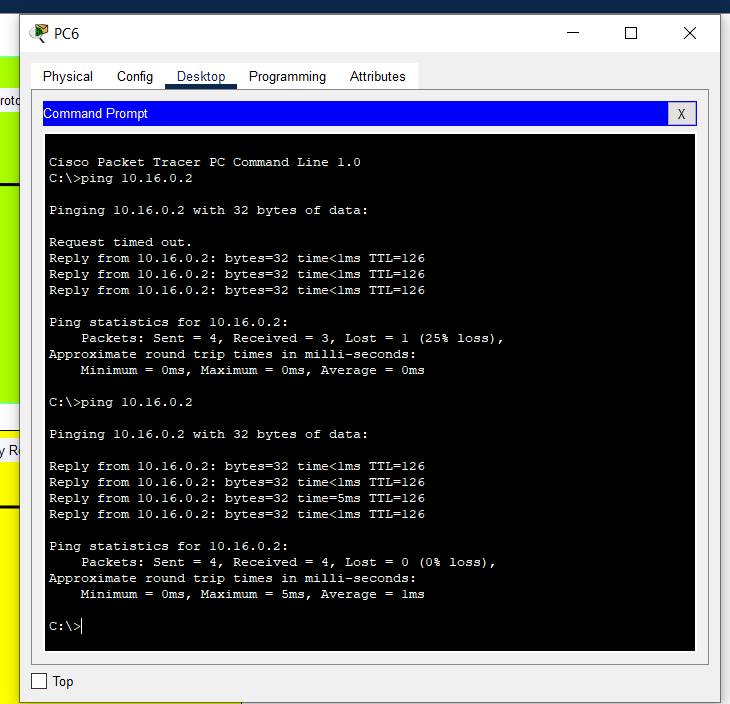 PC6
Physical Config Desktop Programming Attributes
Command Prompt
X
Cisco Packet Tracer PC Command Line 1.0
C:\>ping 10.16.0.2
Pinging 10.16.0.2 with 32 bytes of data:
Request timed out.
Reply from 10.16.0.2: bytes=32 time<1ms TTL=126
Reply from 10.16.0.2: bytes=32 time<1ms TTL=126
Reply from 10.16.0.2: bytes=32 time<1ms TTL=126
Ping statistics for 10.16.0.2:
Packets: Sent = 4, Received = 3, Lost = 1 (25% loss),
Approximate round trip times in milli-seconds:
Minimum = 0ms, Maximum = 0ms, Average = 0ms
C:\>ping 10.16.0.2
Pinging 10.16.0.2 with 32 bytes of data:
Reply from 10.16.0.2: bytes=32 time<1ms TTL=126
Reply from 10.16.0.2: bytes=32 time<1ms TTL=126
Reply from 10.16.0.2: bytes=32 time=5ms TTL=126
Reply from 10.16.0.2: bytes=32 time<1ms TTL=126
Ping statistics for 10.16.0.2:
Packets: Sent = 4, Received = 4, Lost = 0 (0% loss),
Approximate round trip times in milli-seconds:
Minimum = 0ms, Maximum = 5ms, Average = 1ms
C:\>
Top